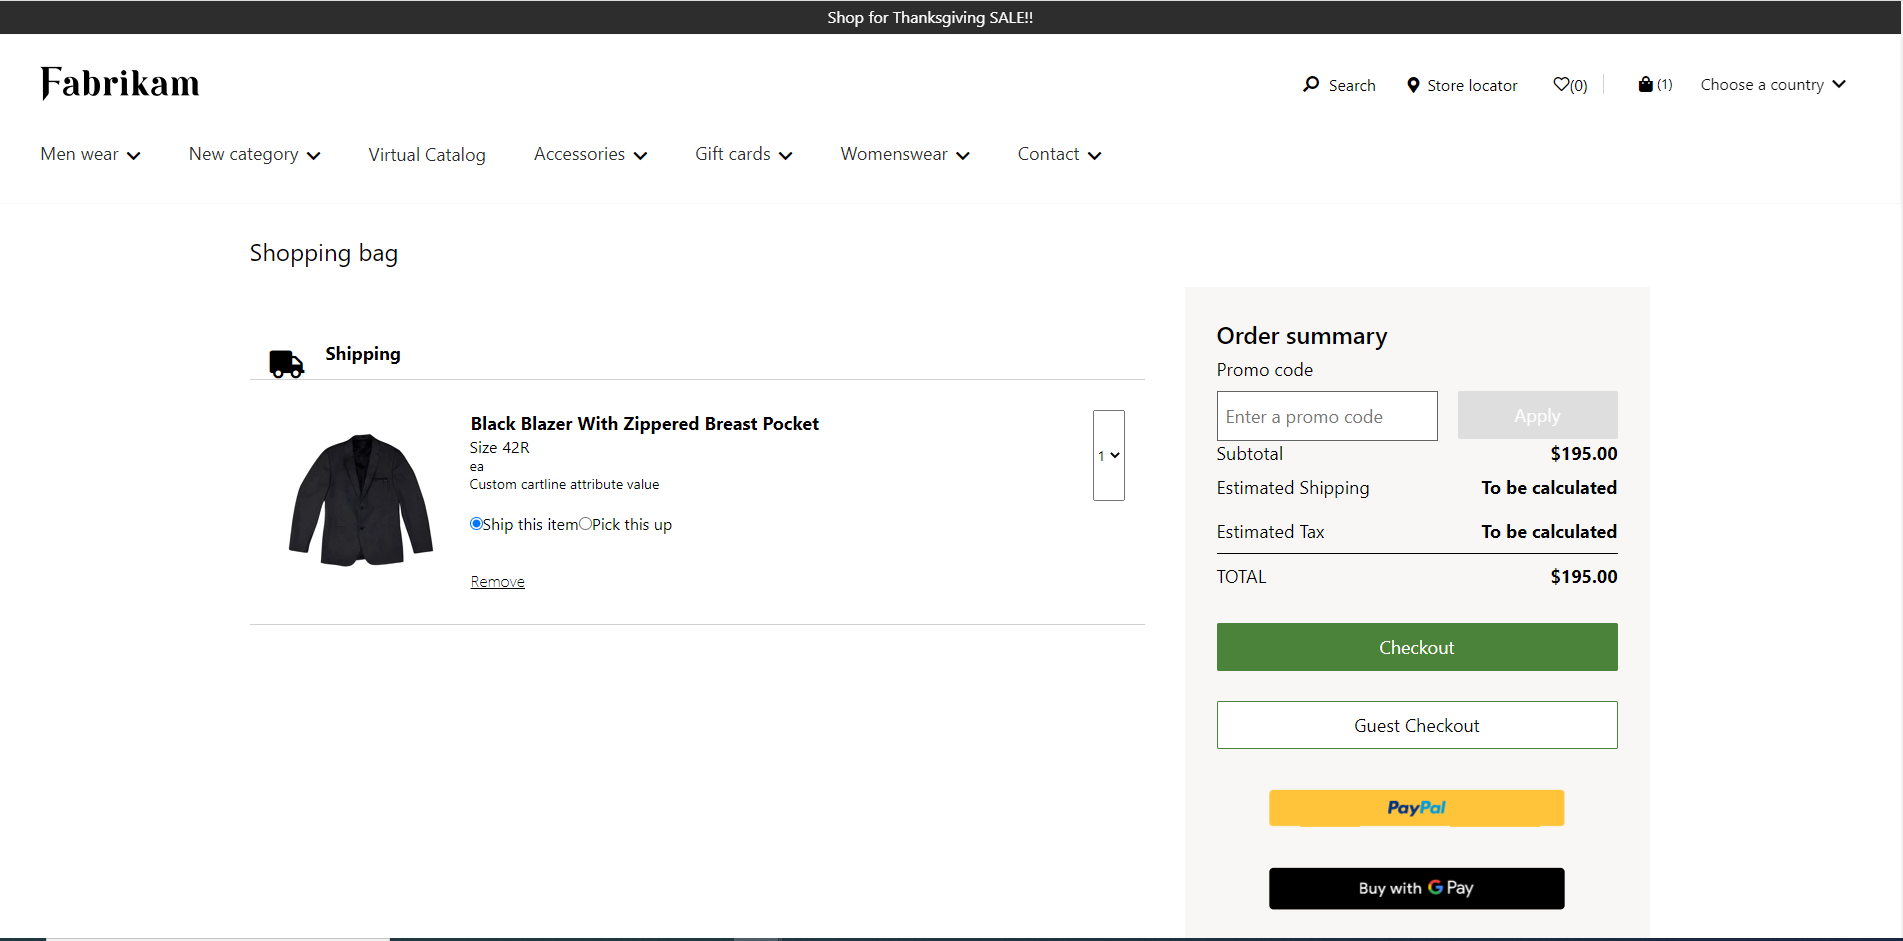 Shop for Thanksgiving SALE!!
Fabrikam
Search
Store locator
(0)
(1)
Choose a country
Men wear
New category
Virtual Catalog
Accessories
Gift cards
Womenswear
Contact
Shopping bag
Shipping
Black Blazer With Zippered Breast Pocket
Size 42R
ea
Custom cartline attribute value
Ship this item Pick this up
Remove
1
Order summary
Promo code
Enter a promo code Apply
Subtotal $195.00
Estimated Shipping To be calculated
Estimated Tax To be calculated
TOTAL $195.00
Checkout
Guest Checkout
PayPal
Buy with G Pay